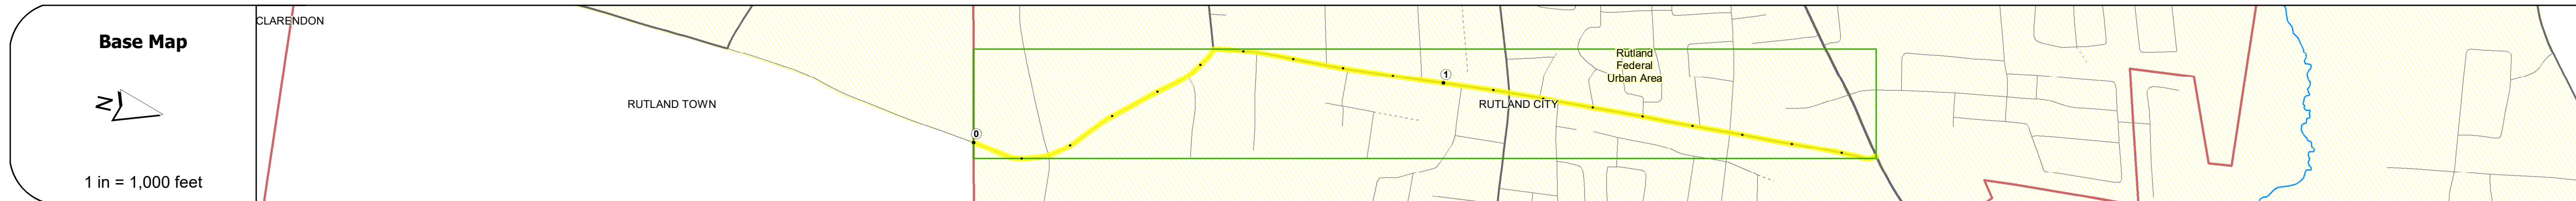 Base Map
N
1 in = 1,000 feet
CLARENDON
RUTLAND TOWN
0
1
Rutland
Federal
Urban Area
RUTLAND CITY